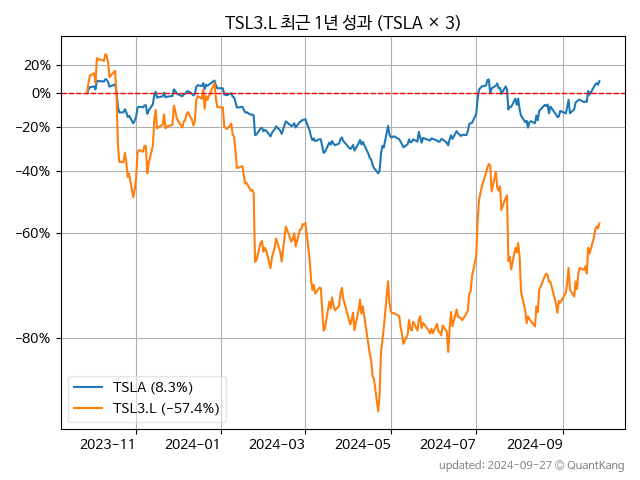 TSL3.L 최근 1년 성과 (TSLA × 3)
20%
0%
−20%
−40%
−60%
−80%
TSLA (8.3%)
TSL3.L (−57.4%)
2023−11 2024−01 2024−03 2024−05 2024−07 2024−09
updated: 2024−09−27 © QuantKang